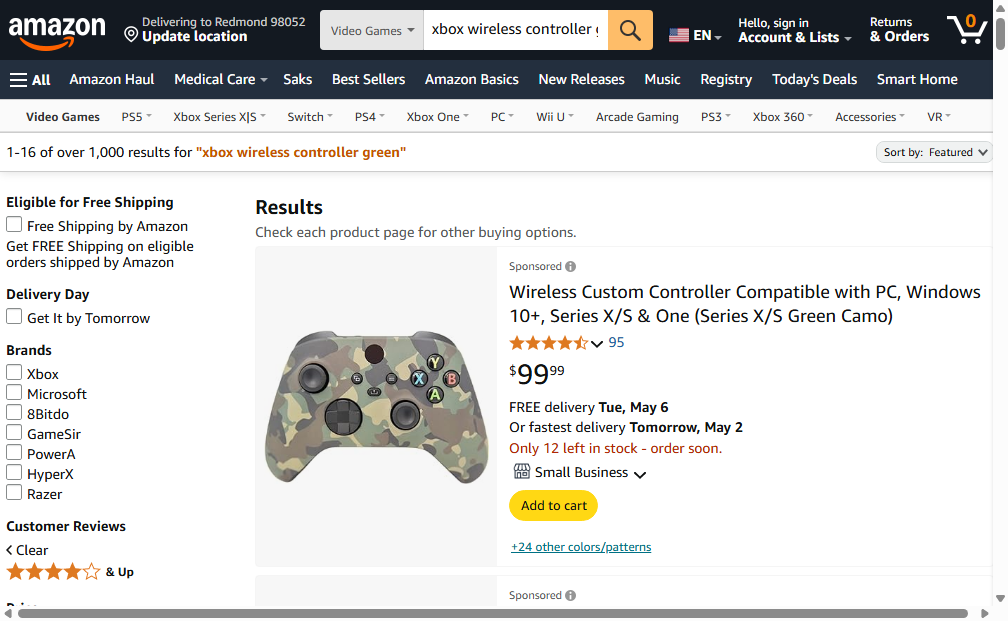 amazon
Delivering to Redmond 98052
Update location
Video Games
xbox wireless controller
EN
Hello, sign in
Account & Lists
Returns
& Orders
0
All
Amazon Haul
Medical Care
Saks
Best Sellers
Amazon Basics
New Releases
Music
Registry
Today's Deals
Smart Home
Video Games
PS5
Xbox Series X|S
Switch
PS4
Xbox One
PC
Wii U
Arcade Gaming
PS3
Xbox 360
Accessories
VR
1-16 of over 1,000 results for "xbox wireless controller green"
Sort by: Featured
Eligible for Free Shipping
Free Shipping by Amazon
Get FREE Shipping on eligible
orders shipped by Amazon
Delivery Day
Get It by Tomorrow
Brands
Xbox
Microsoft
8Bitdo
GameSir
PowerA
HyperX
Razer
Customer Reviews
Clear
& Up
Results
Check each product page for other buying options.
Y
X
B
A
Sponsored
Wireless Custom Controller Compatible with PC, Windows
10+, Series X/S & One (Series X/S Green Camo)
95
$9999
FREE delivery Tue, May 6
Or fastest delivery Tomorrow, May 2
Only 12 left in stock - order soon.
Small Business
Add to cart
+24 other colors/patterns
Sponsored